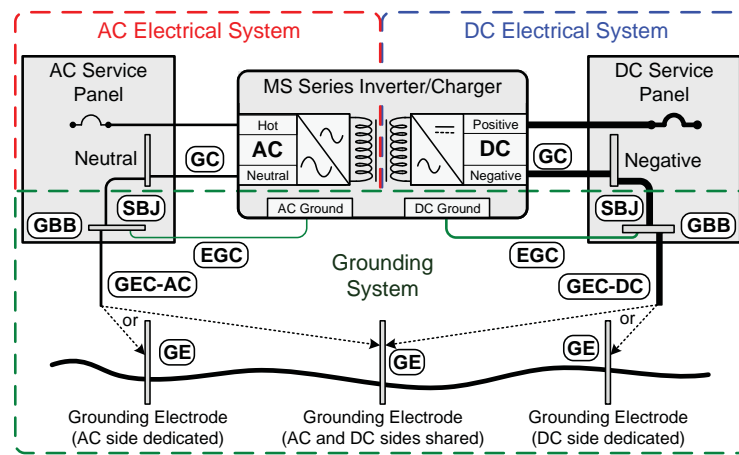 AC Electrical System
DC Electrical System
AC Service
Panel
MS Series Inverter/Charger
DC Service
Panel
Hot
AC
Neutral
Positive
DC
Negative
Neutral
GC
GC
Negative
SBJ
AC Ground
DC Ground
SBJ
GBB
GBB
EGC
Grounding
System
EGC
GEC-AC
GEC-DC
or
or
GE
GE
GE
Grounding Electrode
(AC side dedicated)
Grounding Electrode
(AC and DC sides shared)
Grounding Electrode
(DC side dedicated)